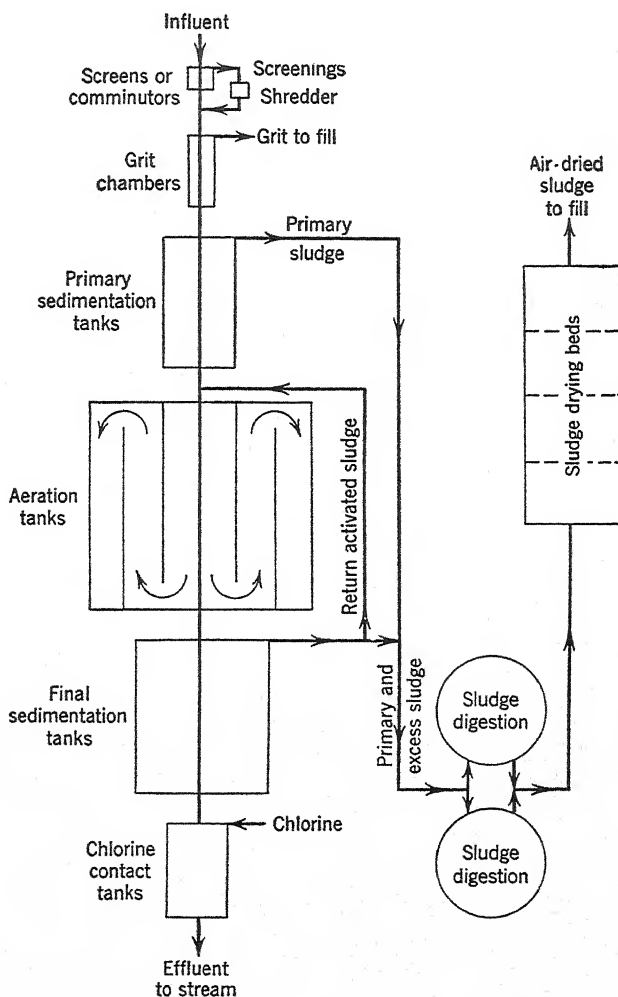 Influent
Screens or
comminutors
Screenings
Shredder
Grit to fill
Grit
chambers
Primary
sludge
Primary
sedimentation
tanks
Air-dried
sludge
to fill
Sludge drying beds
Aeration
tanks
Return activated sludge
Final
sedimentation
tanks
Primary and
excess sludge
Sludge
digestion
Sludge
digestion
Chlorine
Chlorine
contact
tanks
Effluent
to stream